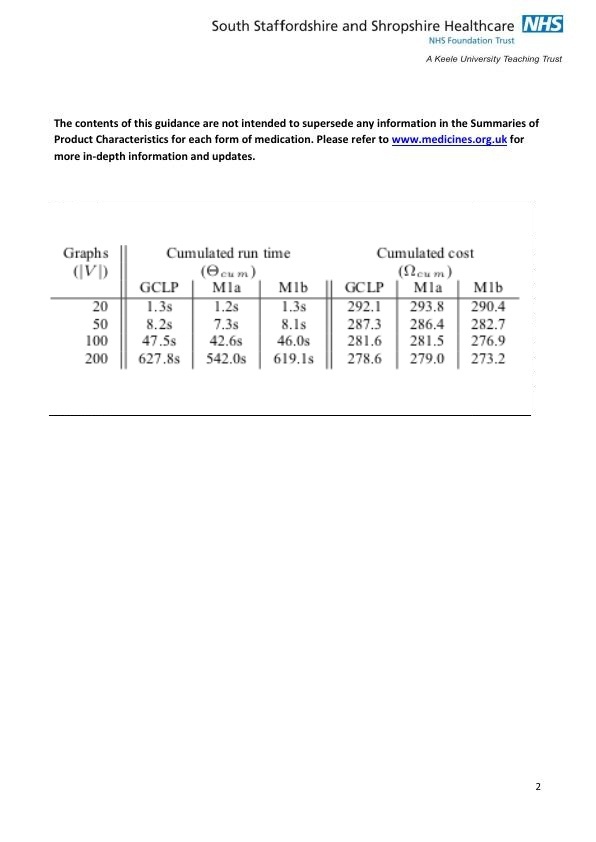 South Staffordshire and Shropshire Healthcare NHS
NHS Foundation Trust
A Keele University Teaching Trust
The contents of this guidance are not intended to supersede any information in the Summaries of
Product Characteristics for each form of medication. Please refer to www.medicines.org.uk for
more in-depth information and updates.
Graphs Cumulated run time Cumulated cost
(|V|) (Θcum) (Ωcum)
GCLP M1a M1b GCLP M1a M1b
20 1.3s 1.2s 1.3s 292.1 293.8 290.4
50 8.2s 7.3s 8.1s 287.3 286.4 282.7
100 47.5s 42.6s 46.0s 281.6 281.5 276.9
200 627.8s 542.0s 619.1s 278.6 279.0 273.2
2